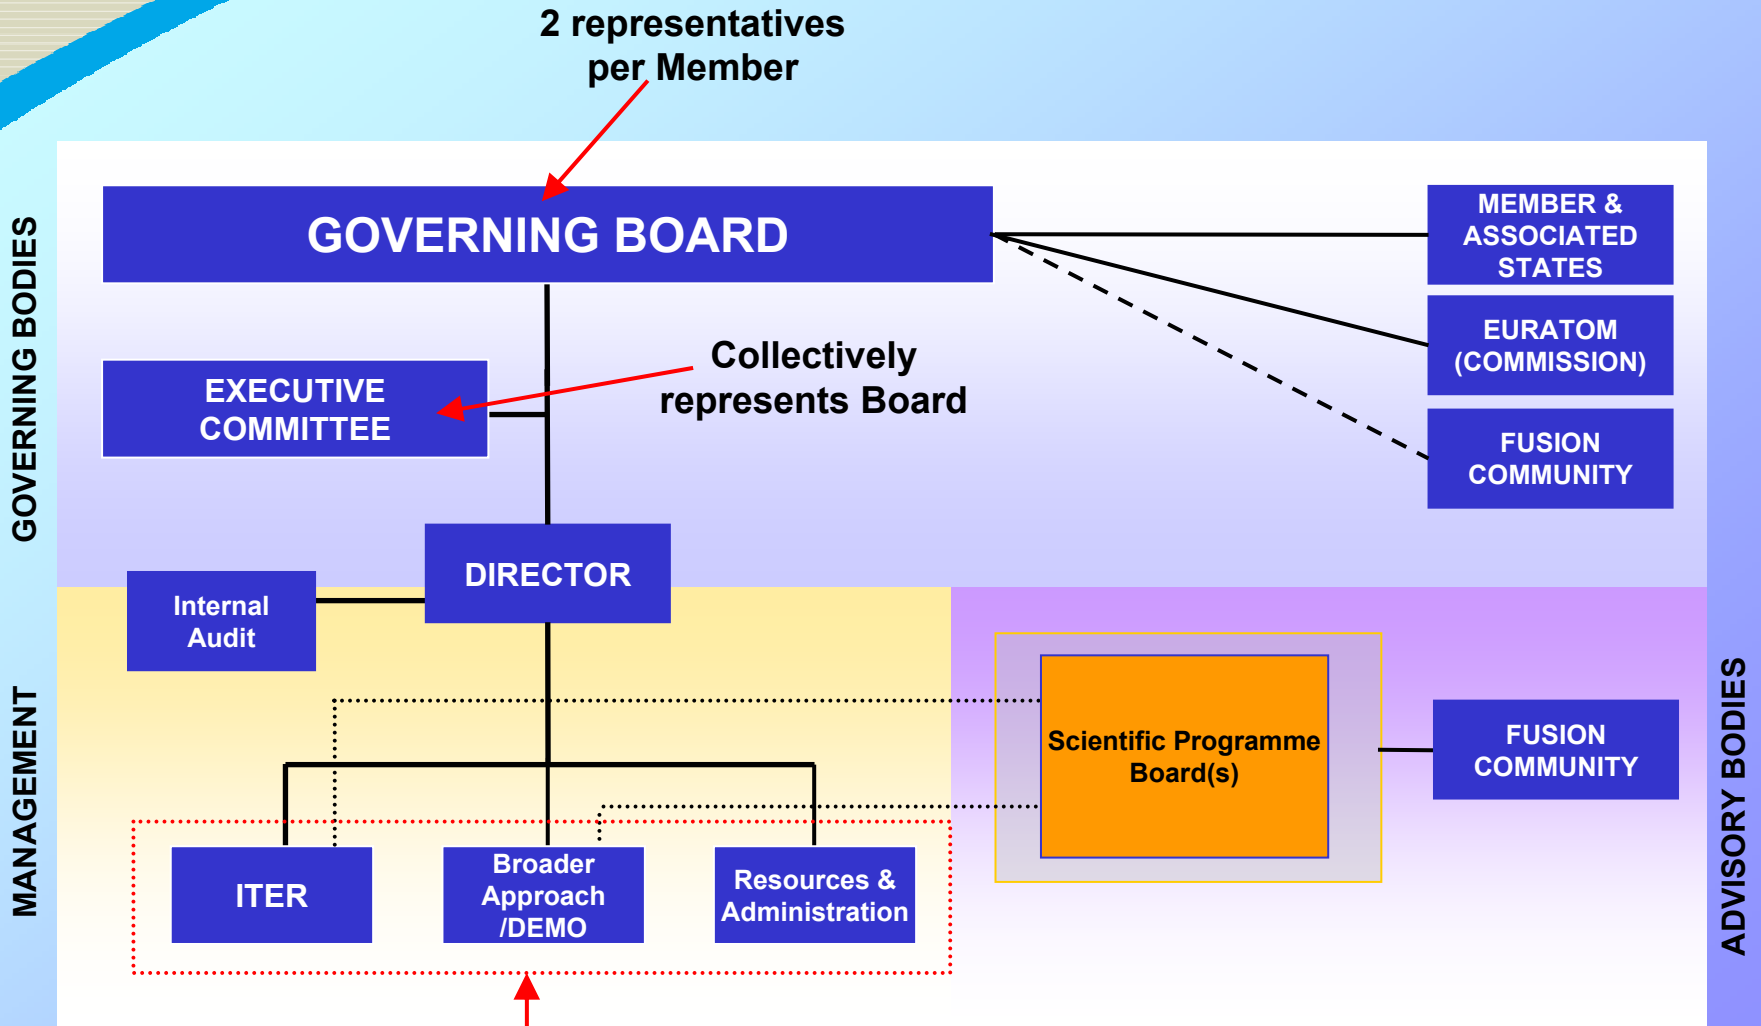 2 representatives
per Member
GOVERNING BODIES
GOVERNING BOARD
MEMBER &
ASSOCIATED
STATES
EURATOM
(COMMISSION)
FUSION
COMMUNITY
EXECUTIVE
COMMITTEE
Collectively
represents Board
DIRECTOR
Internal
Audit
MANAGEMENT
Scientific Programme
Board(s)
FUSION
COMMUNITY
ADVISORY BODIES
ITER
Broader
Approach
/DEMO
Resources &
Administration